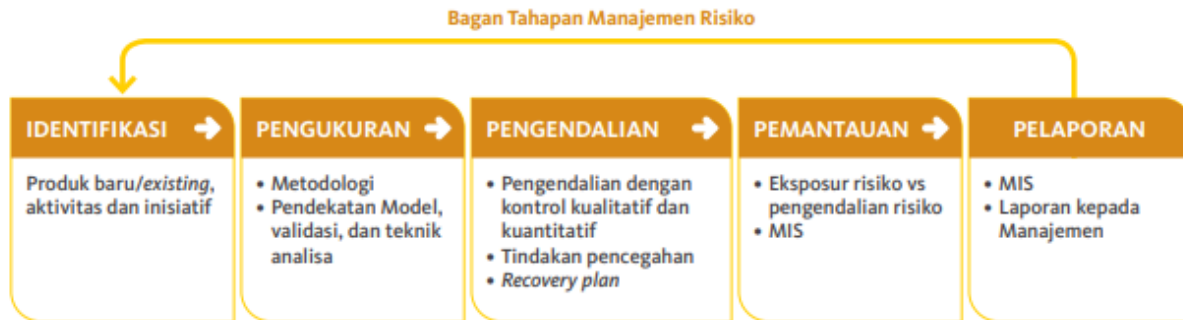 Bagan Tahapan Manajemen Risiko
IDENTIFIKASI
Produk baru/existing,
aktivitas dan inisiatif
PENGUKURAN
• Metodologi
• Pendekatan Model,
validasi, dan teknik
analisa
PENGENDALIAN
• Pengendalian dengan
kontrol kualitatif dan
kuantitatif
• Tindakan pencegahan
• Recovery plan
PEMANTAUAN
• Eksposur risiko vs
pengendalian risiko
• MIS
PELAPORAN
• MIS
• Laporan kepada
Manajemen